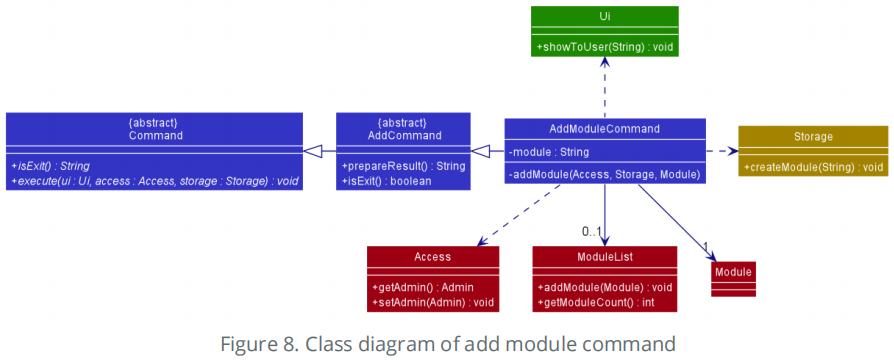 Ui
+showToUser(String) : void
{abstract}
Command
+isExit() : String
+execute(ui : Ui, access : Access, storage : Storage) : void
{abstract}
AddCommand
+prepareResult() : String
+isExit() : boolean
AddModuleCommand
-module : String
-addModule(Access, Storage, Module)
Storage
+createModule(String) : void
0..1
1
Access
+getAdmin() : Admin
+setAdmin(Admin) : void
ModuleList
+addModule(Module) : void
+getModuleCount() : int
Module
Figure 8. Class diagram of add module command